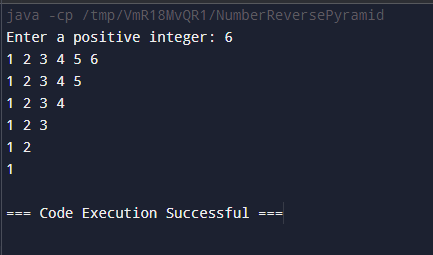 java -cp /tmp/VmR18MvQR1/NumberReversePyramid
Enter a positive integer: 6
1 2 3 4 5 6
1 2 3 4 5
1 2 3 4
1 2 3
1 2
1
=== Code Execution Successful ===